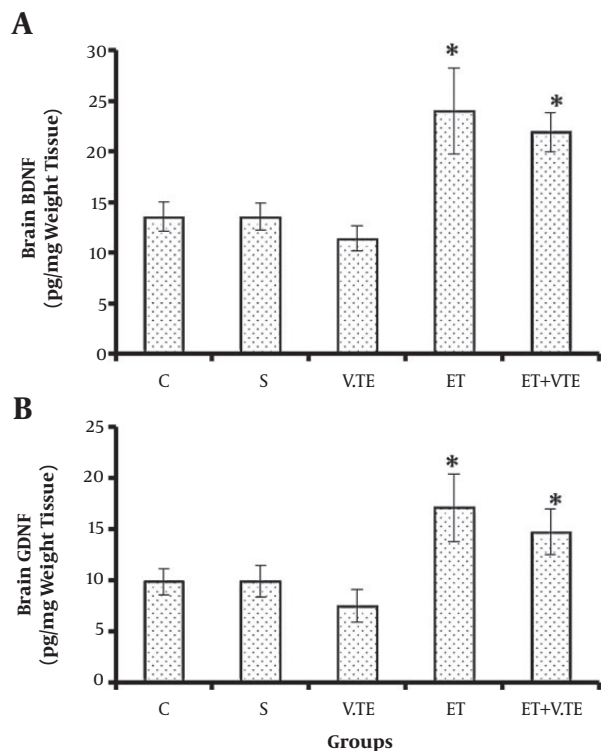 A
Brain BDNF
(pg/mg Weight Tissue)
30
25
20
15
10
5
0
*
*
C S V.TE ET ET+VTE
B
Brain GDNF
(pg/mg Weight Tissue)
25
20
15
10
5
0
*
*
C S V.TE ET ET+V.TE
Groups